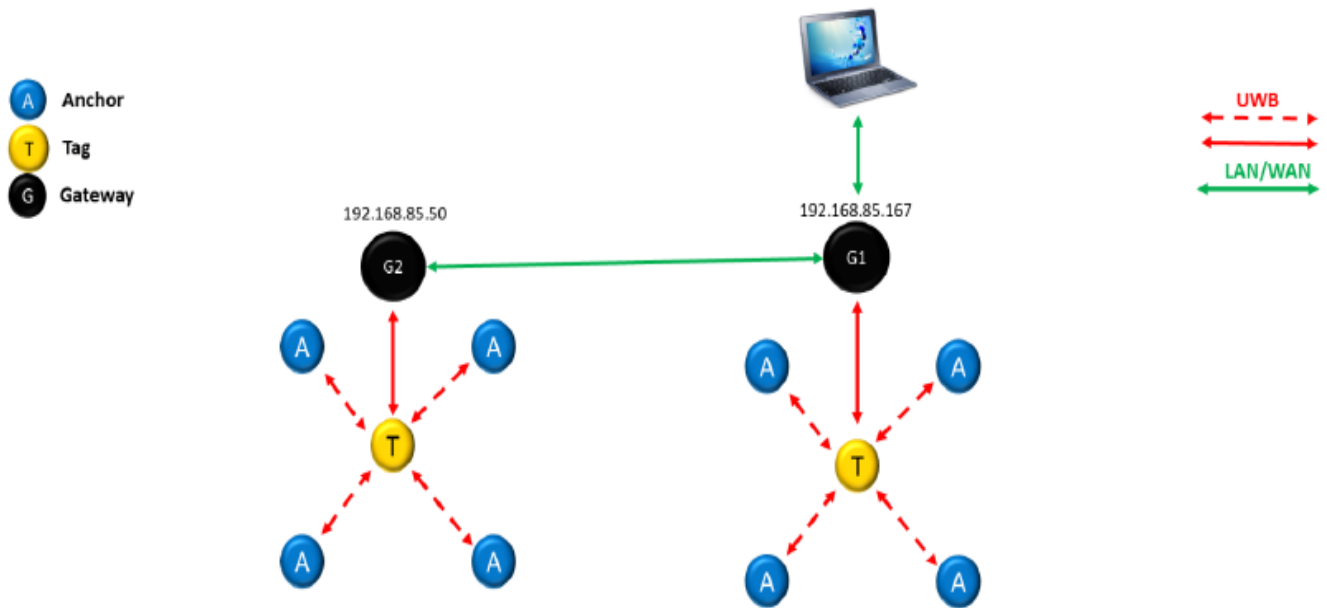 A Anchor
T Tag
G Gateway
UWB
LAN/WAN
192.168.85.50
192.168.85.167
G2
G1
A
A
A
A
T
T
A
A
A
A